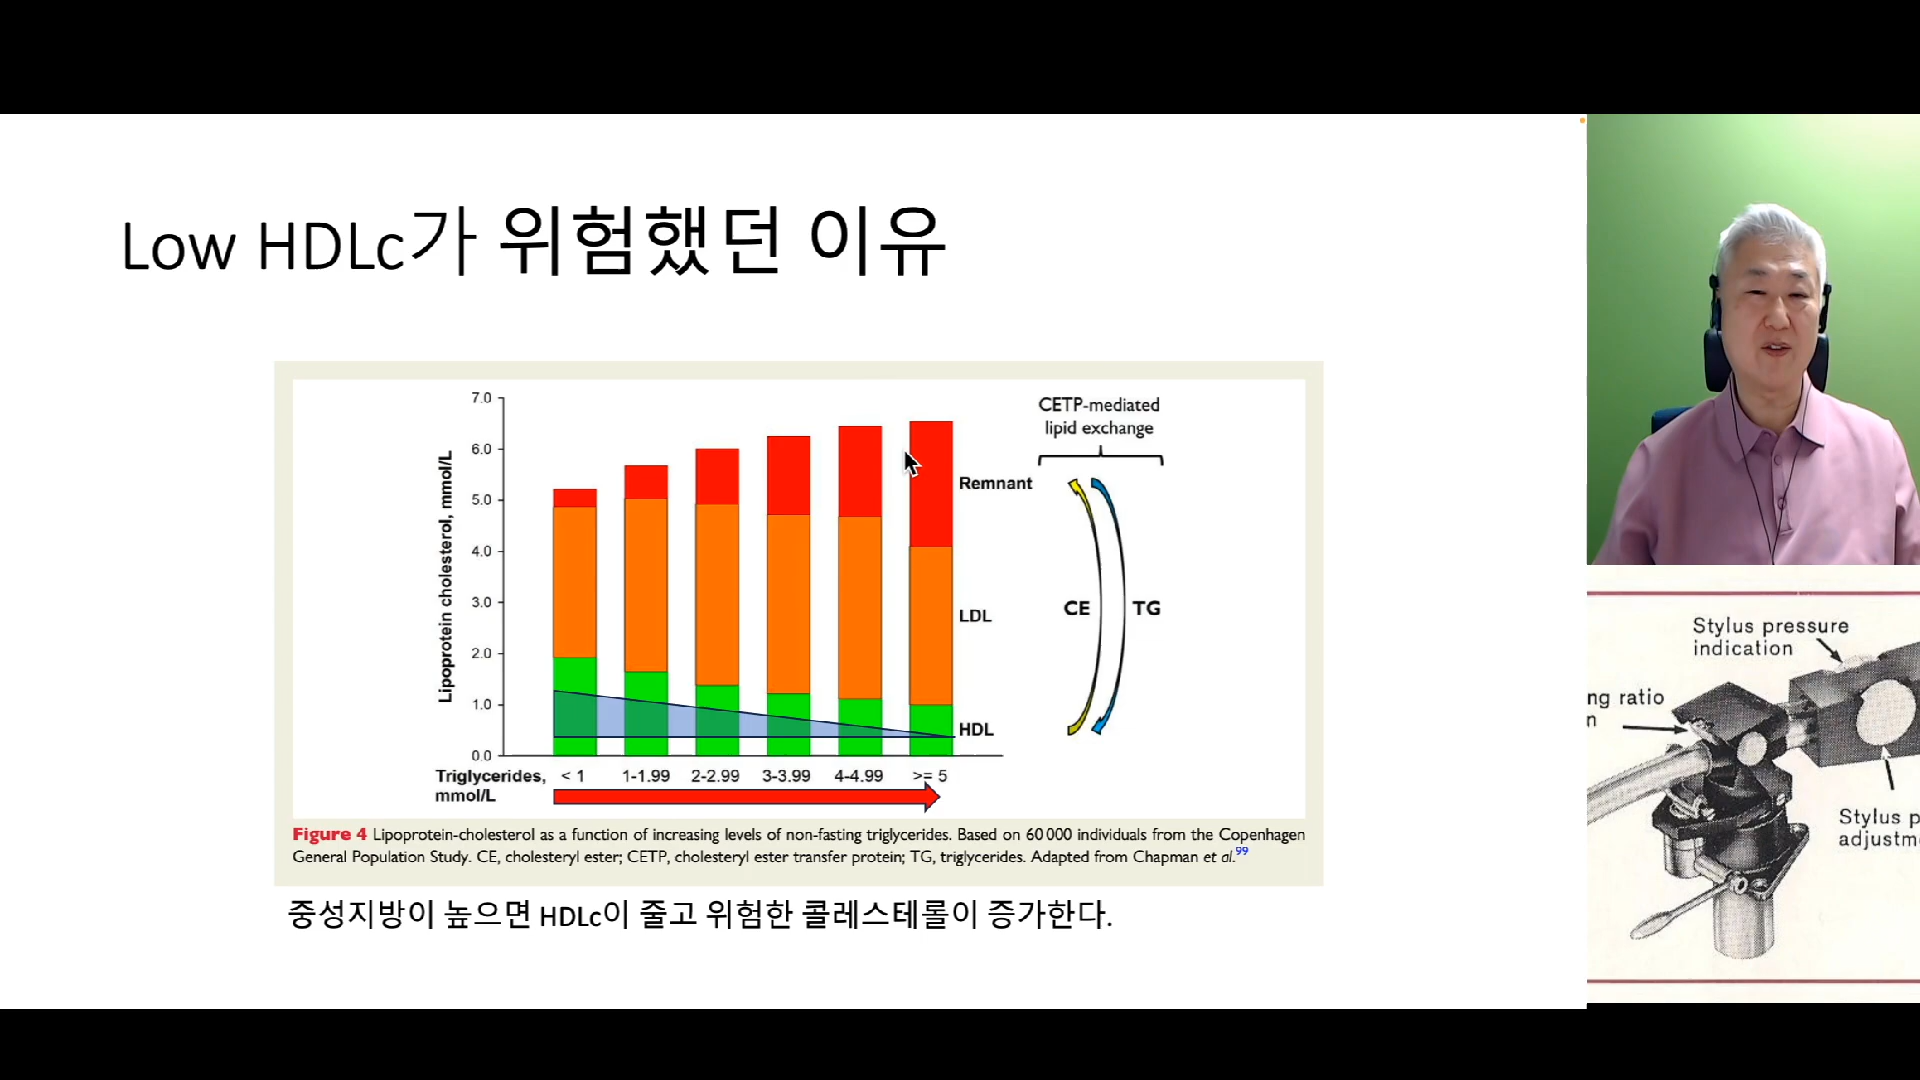 Low HDLc가 위험했던 이유
7.0
6.0
5.0
4.0
3.0
2.0
1.0
0.0
Lipoprotein cholesterol, mmol/L
Remnant
LDL
HDL
CETP-mediated
lipid exchange
CE
TG
Triglycerides,
mmol/L
< 1
1-1.99
2-2.99
3-3.99
4-4.99
>= 5
Figure 4 Lipoprotein-cholesterol as a function of increasing levels of non-fasting triglycerides. Based on 60 000 individuals from the Copenhagen
General Population Study. CE, cholesteryl ester; CETP, cholesteryl ester transfer protein; TG, triglycerides. Adapted from Chapman et al.99
중성지방이 높으면 HDLc이 줄고 위험한 콜레스테롤이 증가한다.
Stylus pressure
indication
ng ratio
n
Stylus p
adjustm